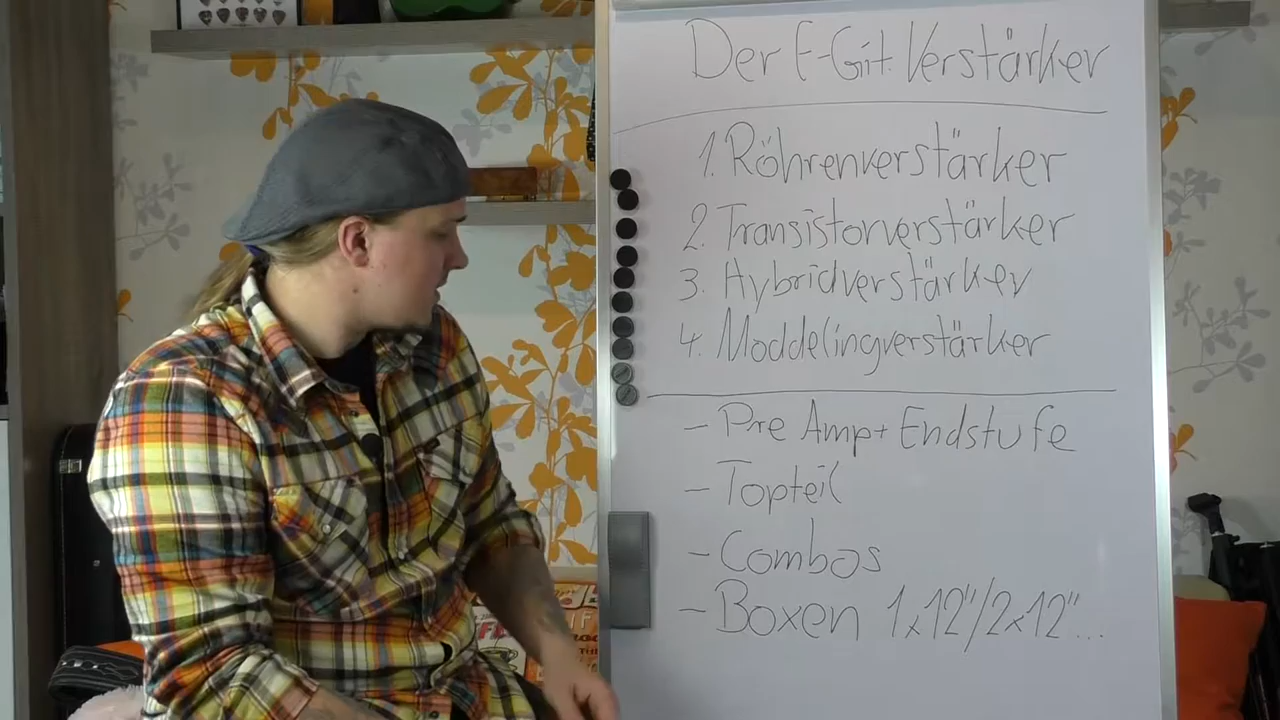 Der E-Git. Verstärker
1. Röhrenverstärker
2. Transistorverstärker
3. Hybridverstärker
4. Moddelingverstärker
- Pre Amp + Endstufe
- Topteil
- Combos
- Boxen 1x12"/2x12"...